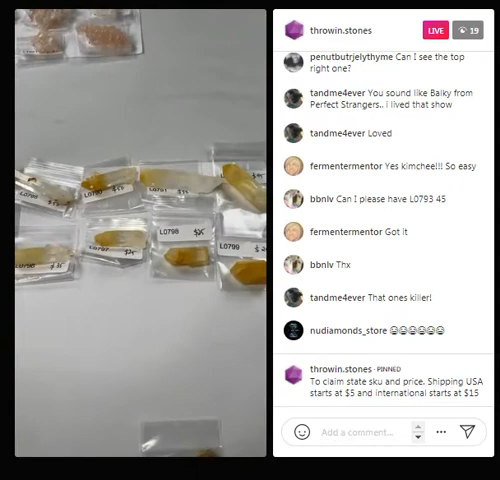 throwin.stones
LIVE
19
penutbutrjelythyme Can I see the top
right one?
tandme4ever You sound like Balky from
Perfect Strangers.. i lived that show
tandme4ever Loved
fermentermentor Yes kimchee!!! So easy
bbnlv Can I please have L0793 45
fermentermentor Got it
bbnlv Thx
tandme4ever That ones killer!
nudiamonds_store 😂😂😂😂😂😂
throwin.stones · PINNED
To claim state sku and price. Shipping USA
starts at $5 and international starts at $15
Add a comment...
L0791
L0798 $25
L0799